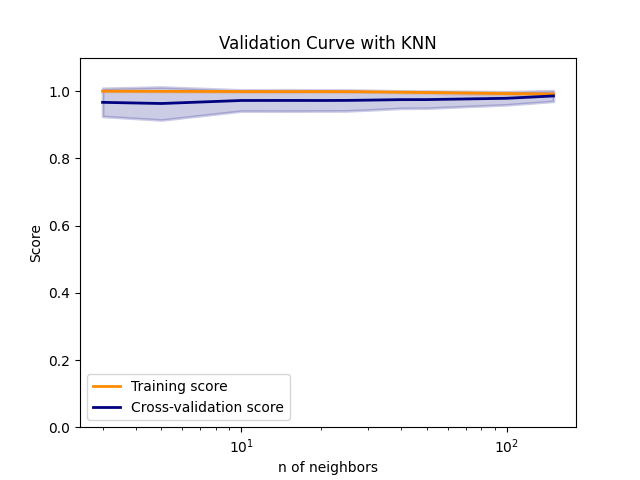 Validation Curve with KNN
1.0
0.8
0.6
0.4
0.2
0.0
Score
Training score
Cross-validation score
10¹
10²
n of neighbors